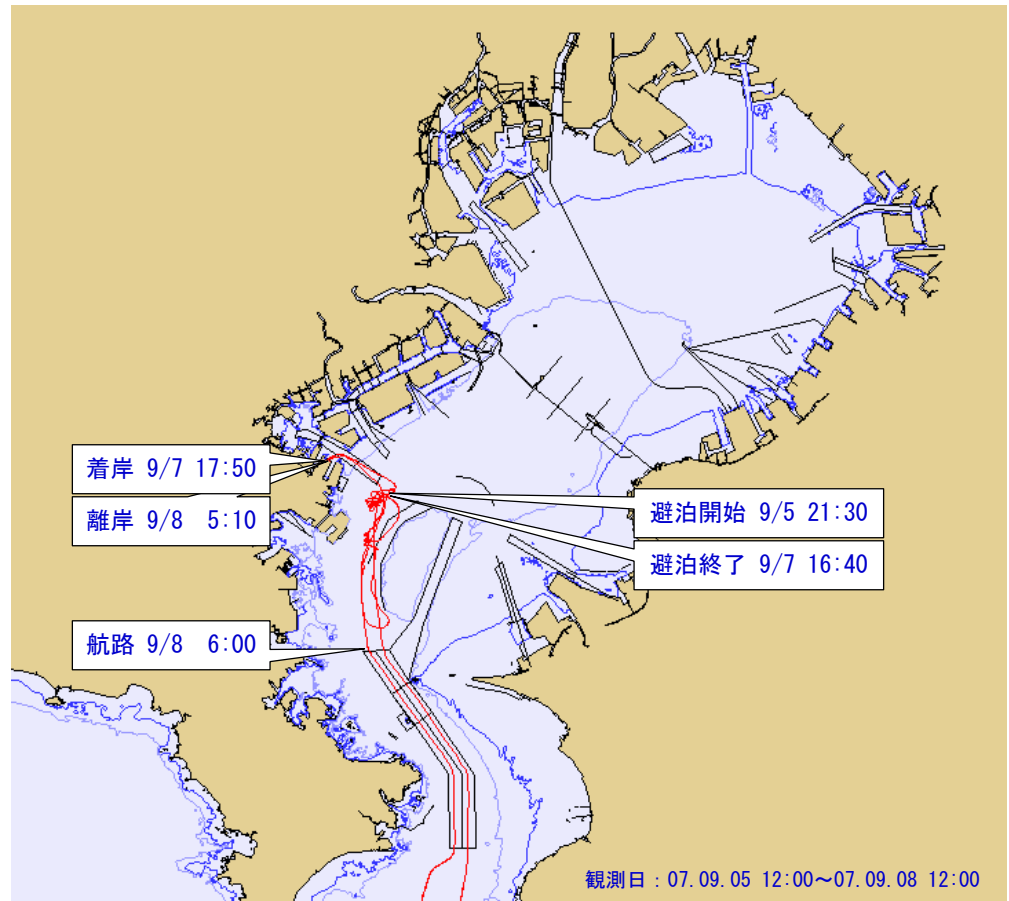 着岸 9/7 17:50
離岸 9/8 5:10
避泊開始 9/5 21:30
避泊終了 9/7 16:40
航路 9/8 6:00
観測日：07.09.05 12:00～07.09.08 12:00